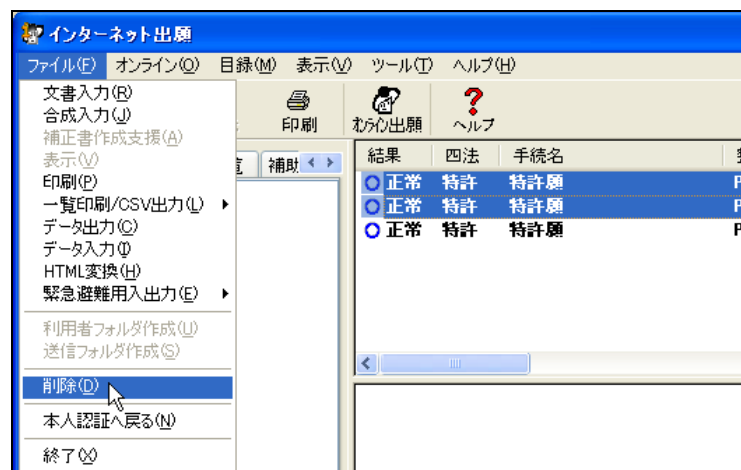 インターネット出願
ファイル(F) オンライン(O) 目録(M) 表示(V) ツール(T) ヘルプ(H)
文書入力(R)
合成入力(J)
補正書作成支援(A)
表示(V)
印刷(P)
一覧印刷/CSV出力(L)
データ出力(C)
データ入力(I)
HTML変換(H)
緊急避難用入出力(E)
利用者フォルダ作成(U)
送信フォルダ作成(S)
削除(D)
本人認証へ戻る(N)
終了(X)
印刷 オンライン出願 ヘルプ
補助
結果 四法 手続名
正常 特許 特許願 P
正常 特許 特許願 P
正常 特許 特許願 P